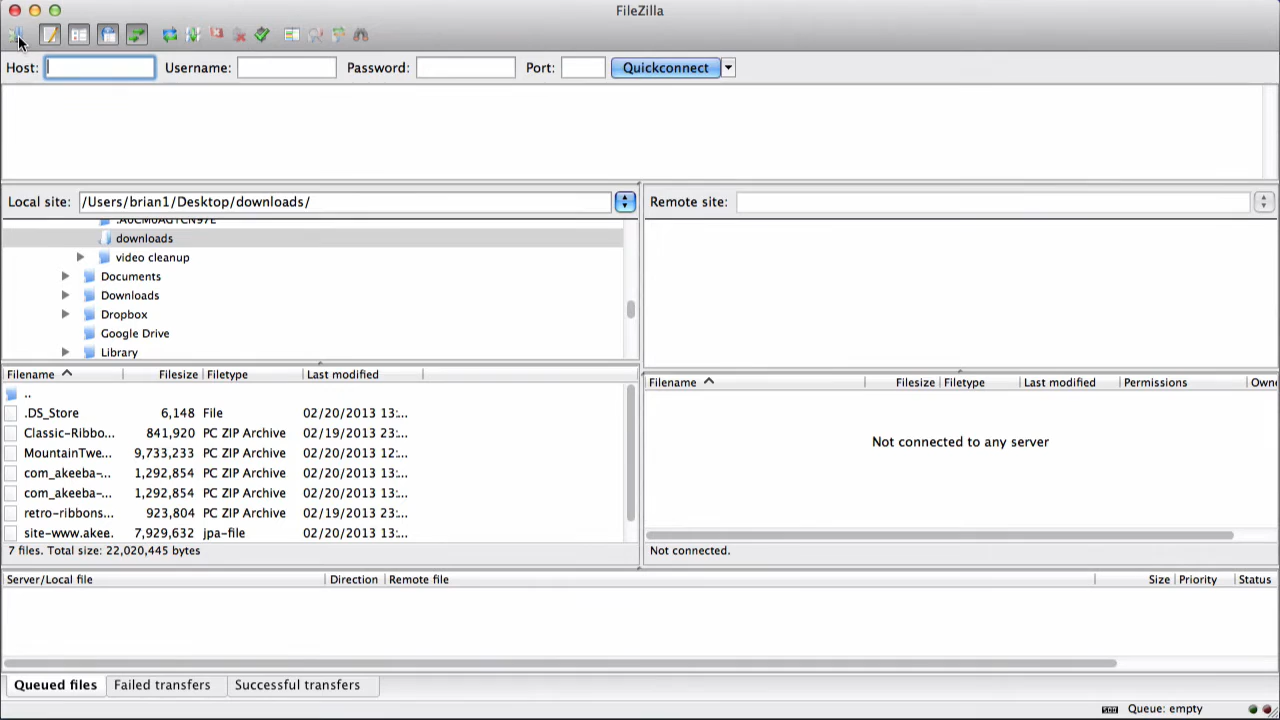 FileZilla
Host: Username: Password: Port: Quickconnect
Local site: /Users/brian1/Desktop/downloads/
Remote site:
downloads
video cleanup
Documents
Downloads
Dropbox
Google Drive
Library
Filename Filesize Filetype Last modified
..
.DS_Store 6,148 File 02/20/2013 13:...
Classic-Ribbo... 841,920 PC ZIP Archive 02/19/2013 23:...
MountainTwe... 9,733,233 PC ZIP Archive 02/20/2013 12:...
com_akeeba-... 1,292,854 PC ZIP Archive 02/20/2013 13:...
com_akeeba-... 1,292,854 PC ZIP Archive 02/20/2013 13:...
retro-ribbons... 923,804 PC ZIP Archive 02/19/2013 23:...
site-www.akee. 7,929,632 jpa-file 02/20/2013 13:...
7 files. Total size: 22,020,445 bytes
Filename Filesize Filetype Last modified Permissions Owne
Not connected to any server
Not connected.
Server/Local file Direction Remote file Size Priority Status
Queued files Failed transfers Successful transfers
Queue: empty